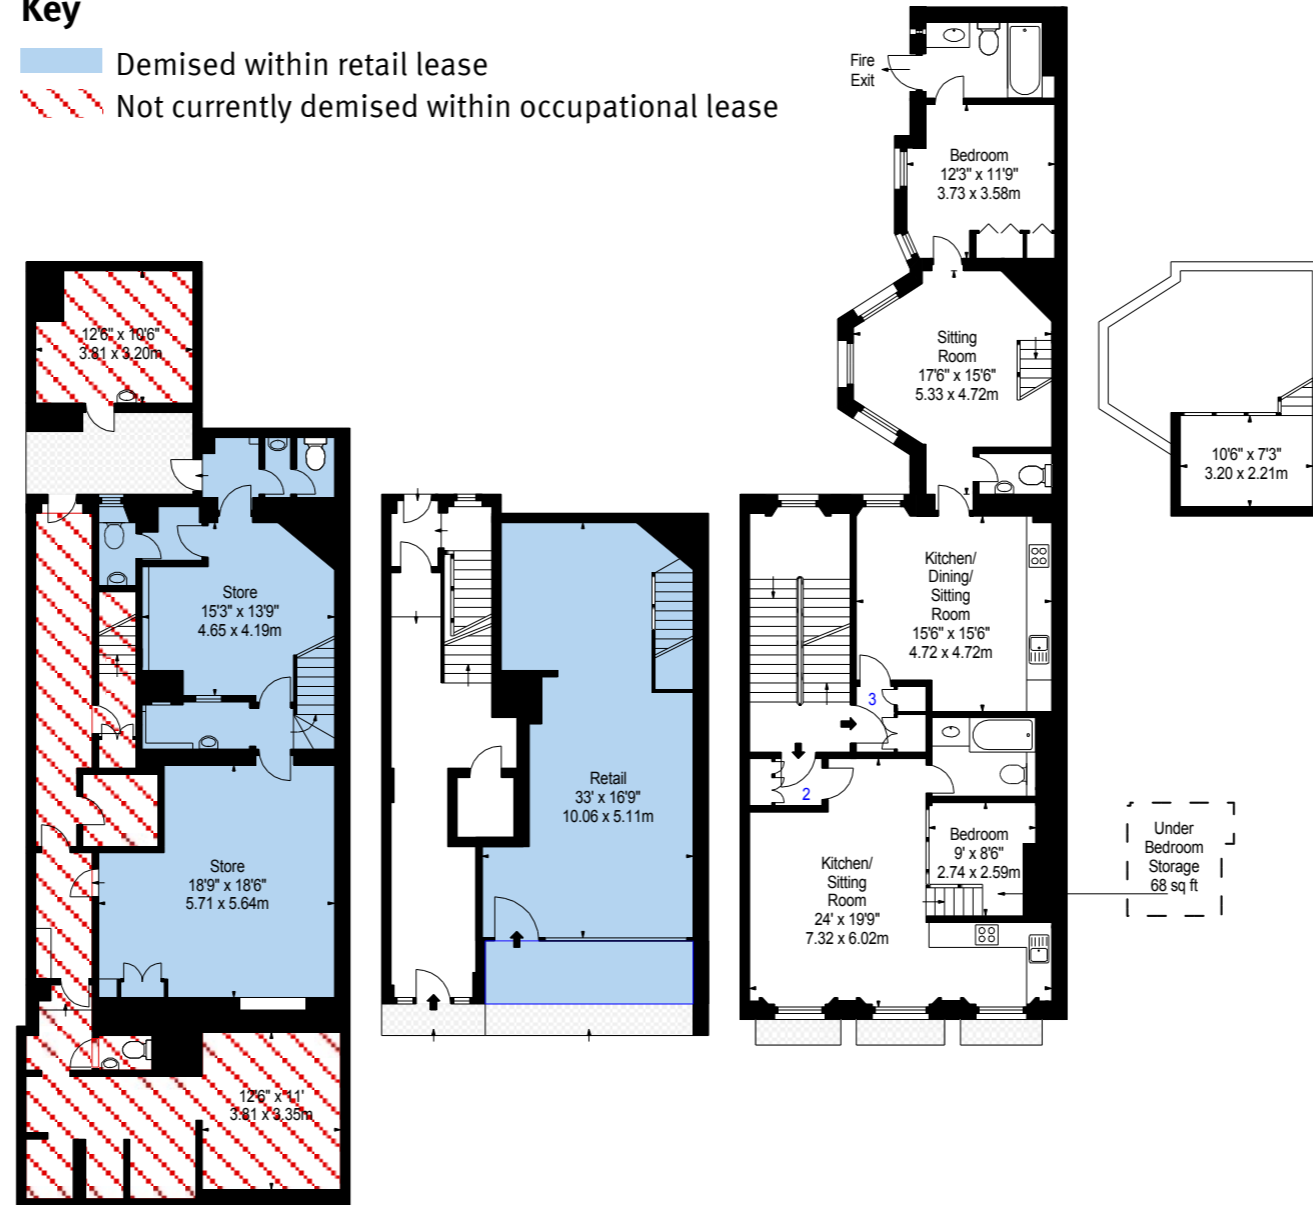 Key
Demised within retail lease
Not currently demised within occupational lease
Fire
Exit
Bedroom
12'3" x 11'9"
3.73 x 3.58m
12'6" x 10'6"
3.81 x 3.20m
Sitting
Room
17'6" x 15'6"
5.33 x 4.72m
10'6" x 7'3"
3.20 x 2.21m
Store
15'3" x 13'9"
4.65 x 4.19m
Kitchen/
Dining/
Sitting
Room
15'6" x 15'6"
4.72 x 4.72m
3
Retail
33' x 16'9"
10.06 x 5.11m
2
Store
18'9" x 18'6"
5.71 x 5.64m
Kitchen/
Sitting
Room
24' x 19'9"
7.32 x 6.02m
Bedroom
9' x 8'6"
2.74 x 2.59m
Under
Bedroom
Storage
68 sq ft
12'6" x 11'
3.81 x 3.35m